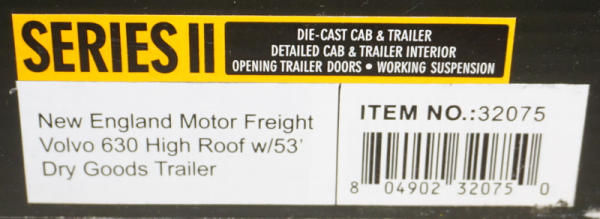 SERIES II
DIE-CAST CAB & TRAILER
DETAILED CAB & TRAILER INTERIOR
OPENING TRAILER DOORS • WORKING SUSPENSION
New England Motor Freight
Volvo 630 High Roof w/53'
Dry Goods Trailer
ITEM NO.:32075
8 04902 32075 0